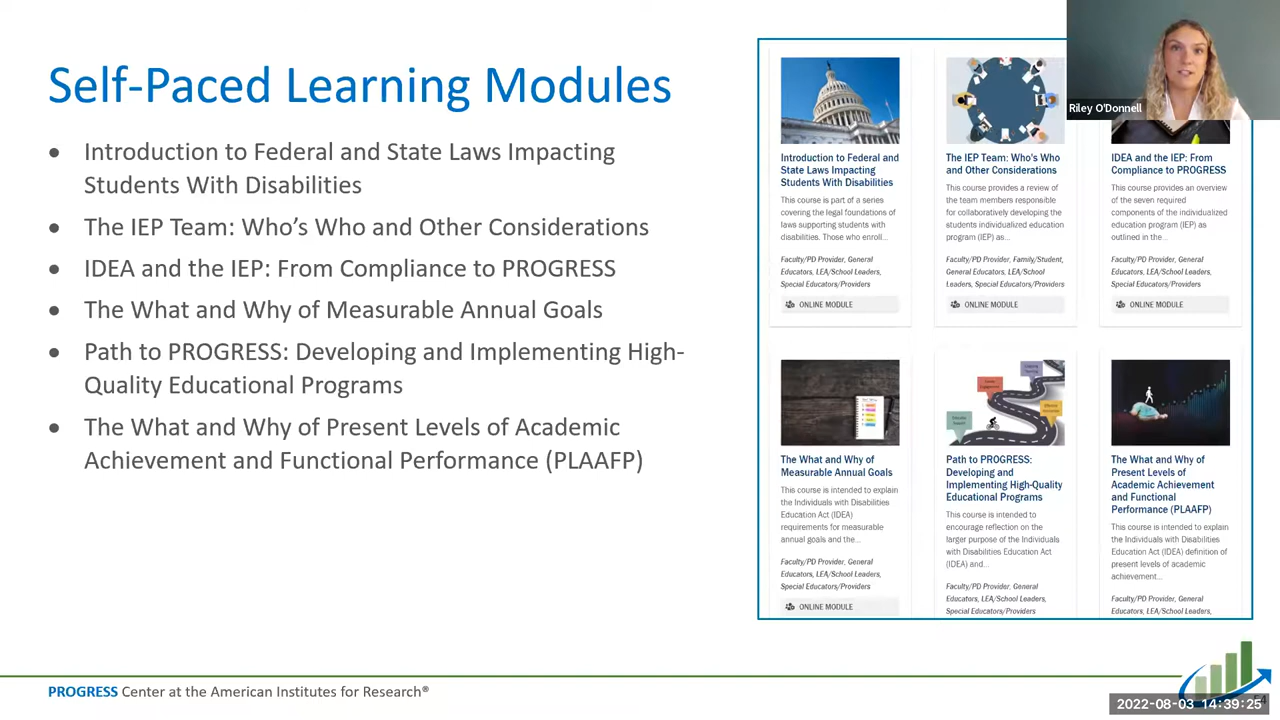 Self-Paced Learning Modules
• Introduction to Federal and State Laws Impacting
Students With Disabilities
• The IEP Team: Who's Who and Other Considerations
• IDEA and the IEP: From Compliance to PROGRESS
• The What and Why of Measurable Annual Goals
• Path to PROGRESS: Developing and Implementing High-
Quality Educational Programs
• The What and Why of Present Levels of Academic
Achievement and Functional Performance (PLAAFP)
Riley O'Donnell
Introduction to Federal and
State Laws Impacting
Students With Disabilities
This course is part of a series
covering the legal foundations of
laws supporting students with
disabilities. Those who enroll...
Faculty/PD Provider, General
Educators, LEA/School Leaders,
Special Educators/Providers
ONLINE MODULE
The IEP Team: Who's Who
and Other Considerations
This course provides a review of
the team members responsible
for collaboratively developing the
students individualized education
program (IEP) as...
Faculty/PD Provider, Family/Student,
General Educators, LEA/School
Leaders, Special Educators/Providers
ONLINE MODULE
IDEA and the IEP: From
Compliance to PROGRESS
This course provides an overview
of the seven required
components of the individualized
education program (IEP) as
outlined in the...
Faculty/PD Provider, General
Educators, LEA/School Leaders,
Special Educators/Providers
ONLINE MODULE
The What and Why of
Measurable Annual Goals
This course is intended to explain
the Individuals with Disabilities
Education Act (IDEA)
requirements for measurable
annual goals and the...
Faculty/PD Provider, General
Educators, LEA/School Leaders,
Special Educators/Providers
ONLINE MODULE
Path to PROGRESS:
Developing and
Implementing High-Quality
Educational Programs
This course is intended to
encourage reflection on the
larger purpose of the Individuals
with Disabilities Education Act
(IDEA) and...
Faculty/PD Provider, General
Educators, LEA/School Leaders,
Special Educators/Providers
The What and Why of
Present Levels of
Academic Achievement
and Functional
Performance (PLAAFP)
This course is intended to explain
the Individuals with Disabilities
Education Act (IDEA) definition of
present levels of academic
achievement...
Faculty/PD Provider, General
Educators, LEA/School Leaders,
PROGRESS Center at the American Institutes for Research®
2022-08-03 14:39:25